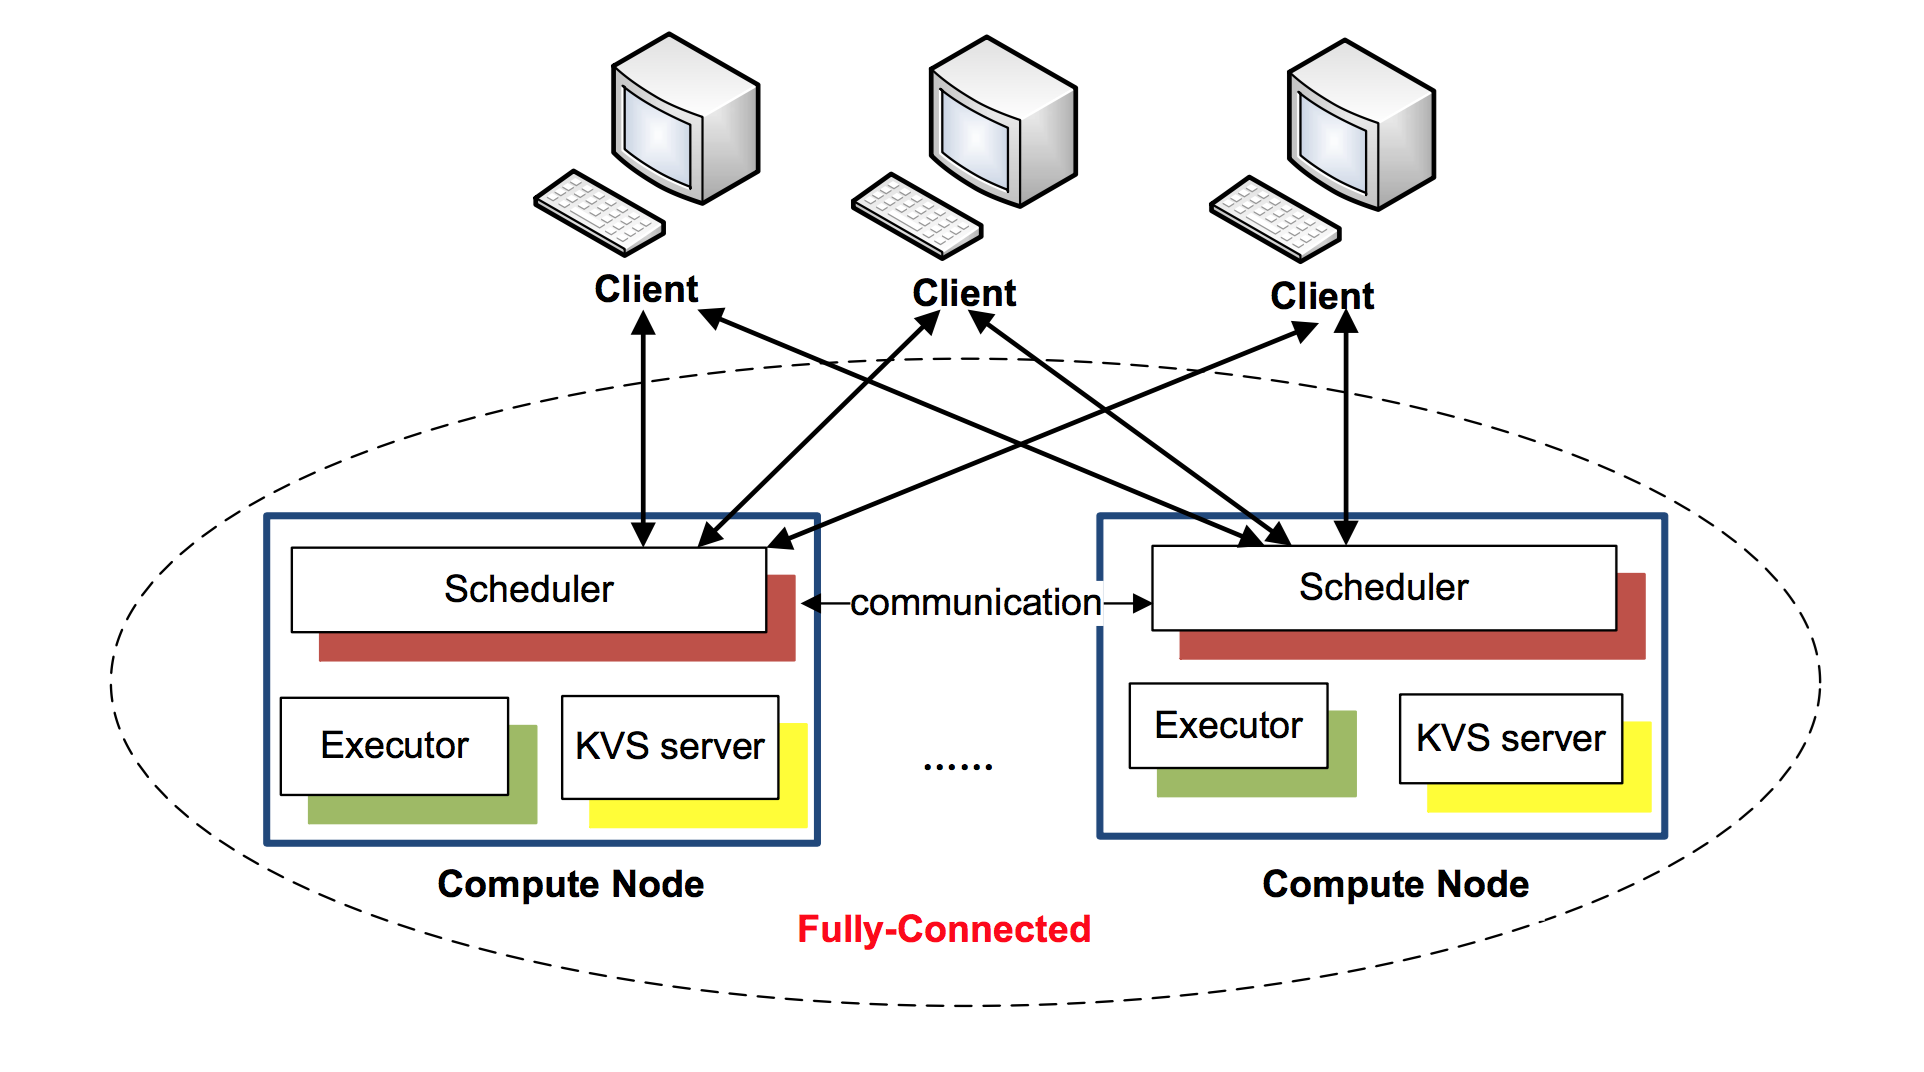 Client
Client
Client
Scheduler
communication
Scheduler
Executor
KVS server
......
Executor
KVS server
Compute Node
Compute Node
Fully-Connected